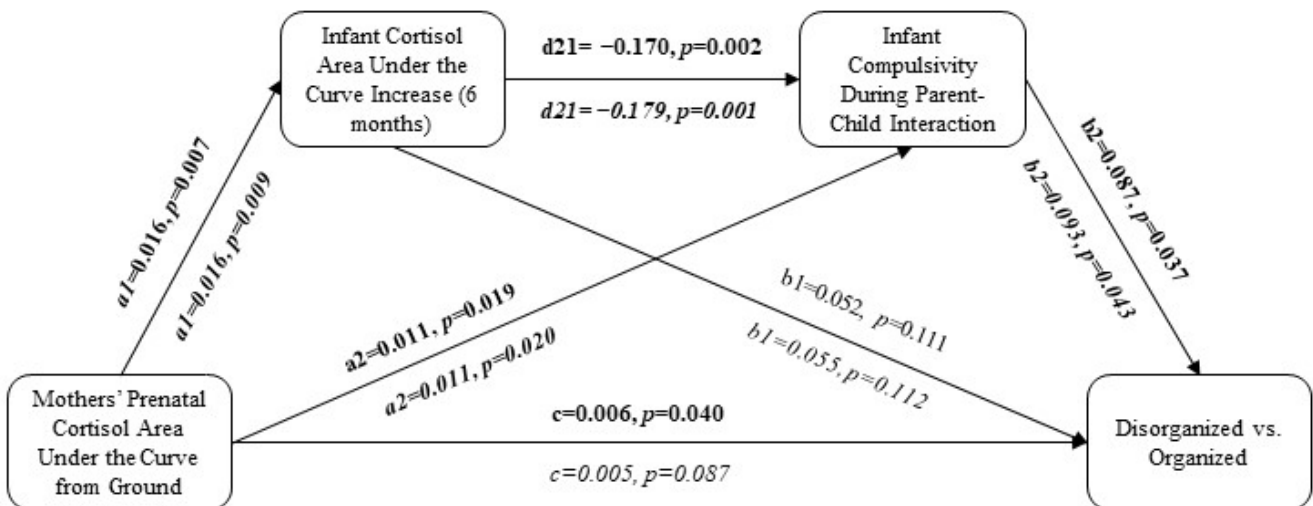 Infant Cortisol
Area Under the
Curve Increase (6
months)
d21= −0.170, p=0.002
d21=−0.179, p=0.001
Infant
Compulsivity
During Parent-
Child Interaction
a1=0.016, p=0.007
a1=0.016, p=0.009
b2=0.087, p=0.037
b2=0.093, p=0.043
a2=0.011, p=0.019
a2=0.011, p=0.020
b1=0.052, p=0.111
b1=0.055, p=0.112
Mothers’ Prenatal
Cortisol Area
Under the Curve
from Ground
c=0.006, p=0.040
c=0.005, p=0.087
Disorganized vs.
Organized